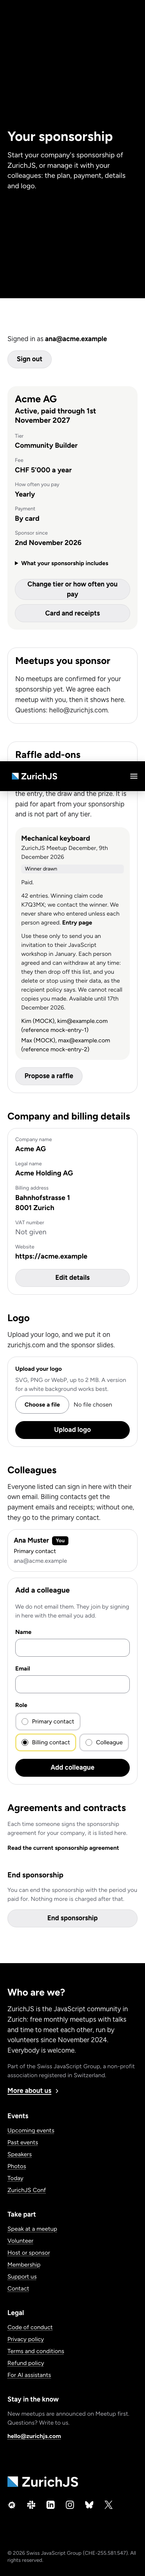 Your sponsorship
Start your company's sponsorship of
ZurichJS, or manage it with your
colleagues: the plan, payment, details
and logo.
Signed in as ana@acme.example
Sign out
Acme AG
Active, paid through 1st
November 2027
Tier
Community Builder
Fee
CHF 5'000 a year
How often you pay
Yearly
Payment
By card
Sponsor since
2nd November 2026
What your sponsorship includes
Change tier or how often you
pay
Card and receipts
Meetups you sponsor
No meetups are confirmed for your
sponsorship yet. We agree each
meetup with you, then it shows here.
Questions: hello@zurichjs.com.
Raffle add-ons
ZurichJS
the entry, the draw and the prize. It is
paid for apart from your sponsorship
and is not part of any tier.
Mechanical keyboard
ZurichJS Meetup December, 9th
December 2026
Winner drawn
Paid.
42 entries. Winning claim code
K7Q3MX; we contact the winner. We
never share who entered unless each
person agreed. Entry page
Use these only to send you an
invitation to their JavaScript
workshop in January. Each person
agreed and can withdraw at any time:
then they drop off this list, and you
delete or stop using their data, as the
recipient policy says. We cannot recall
copies you made. Available until 17th
December 2026.
Kim (MOCK), kim@example.com
(reference mock-entry-1)
Max (MOCK), max@example.com
(reference mock-entry-2)
Propose a raffle
Company and billing details
Company name
Acme AG
Legal name
Acme Holding AG
Billing address
Bahnhofstrasse 1
8001 Zurich
VAT number
Not given
Website
https://acme.example
Edit details
Logo
Upload your logo, and we put it on
zurichjs.com and the sponsor slides.
Upload your logo
SVG, PNG or WebP, up to 2 MB. A version
for a white background works best.
Choose a file No file chosen
Upload logo
Colleagues
Everyone listed can sign in here with their
own email. Billing contacts get the
payment emails and receipts; without one,
they go to the primary contact.
Ana Muster You
Primary contact
ana@acme.example
Add a colleague
We do not email them. They join by signing
in here with the email you add.
Name
Email
Role
Primary contact
Billing contact Colleague
Add colleague
Agreements and contracts
Each time someone signs the sponsorship
agreement for your company, it is listed here.
Read the current sponsorship agreement
End sponsorship
You can end the sponsorship with the period you
paid for. Nothing more is charged after that.
End sponsorship
Who are we?
ZurichJS is the JavaScript community in
Zurich: free monthly meetups with talks
and time to meet each other, run by
volunteers since November 2024.
Everybody is welcome.
Part of the Swiss JavaScript Group, a non-profit
association registered in Switzerland.
More about us
Events
Upcoming events
Past events
Speakers
Photos
Today
ZurichJS Conf
Take part
Speak at a meetup
Volunteer
Host or sponsor
Membership
Support us
Contact
Legal
Code of conduct
Privacy policy
Terms and conditions
Refund policy
For AI assistants
Stay in the know
New meetups are announced on Meetup first.
Questions? Write to us.
hello@zurichjs.com
ZurichJS
© 2026 Swiss JavaScript Group (CHE-255.581.547). All
rights reserved.